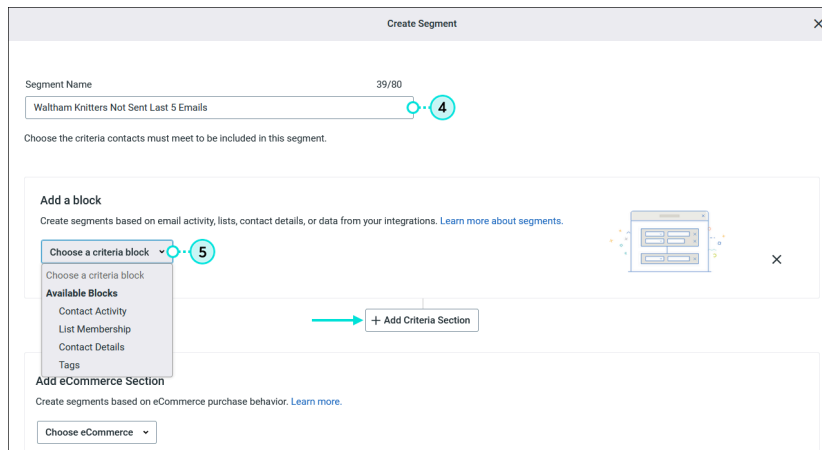 Create Segment
Segment Name
39/80
Waltham Knitters Not Sent Last 5 Emails
4
Choose the criteria contacts must meet to be included in this segment.
Add a block
Create segments based on email activity, lists, contact details, or data from your integrations. Learn more about segments.
Choose a criteria block
5
Choose a criteria block
Available Blocks
Contact Activity
List Membership
Contact Details
Tags
+ Add Criteria Section
Add eCommerce Section
Create segments based on eCommerce purchase behavior. Learn more.
Choose eCommerce